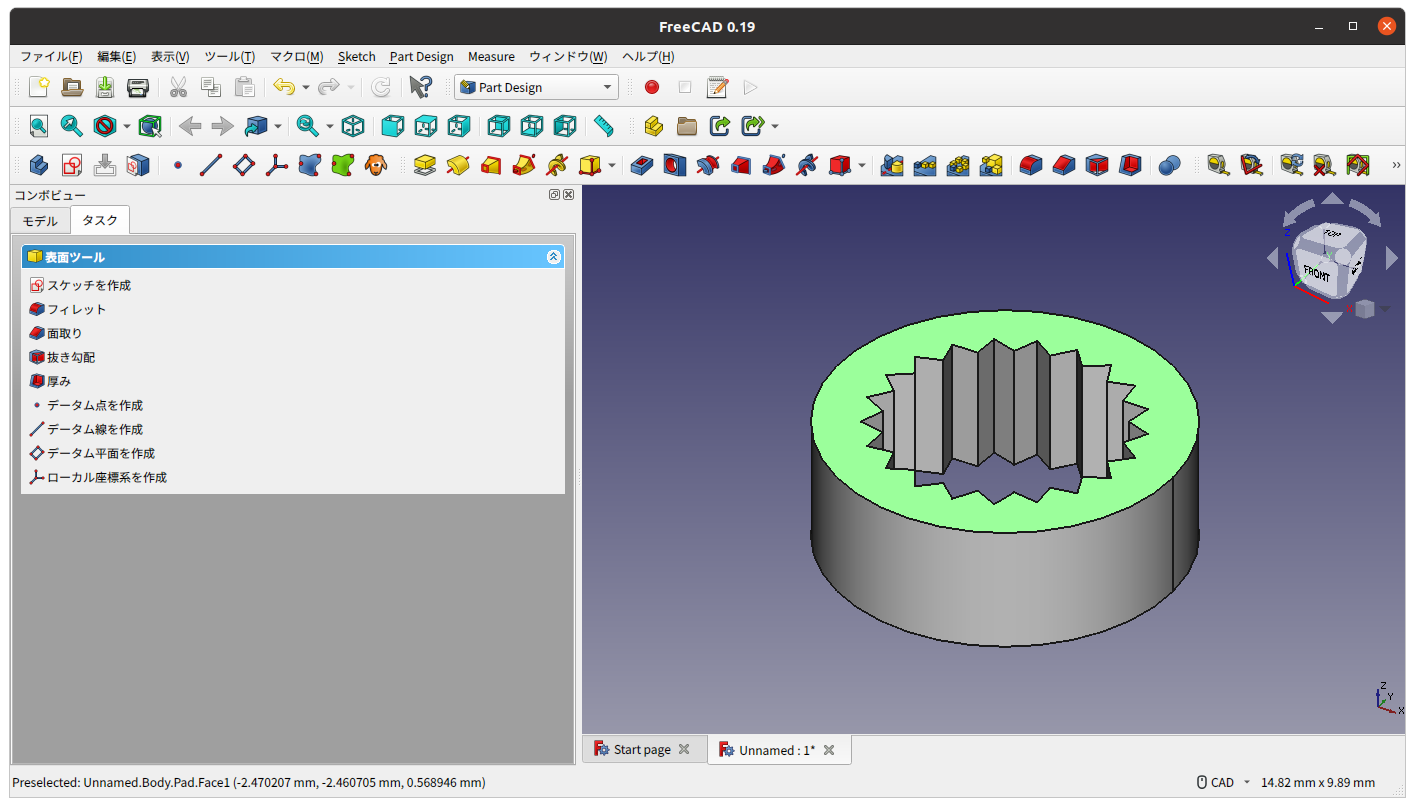 FreeCAD 0.19
ファイル(F) 編集(E) 表示(V) ツール(T) マクロ(M) Sketch Part Design Measure ウィンドウ(W) ヘルプ(H)
Part Design
コンボビュー
モデル タスク
表面ツール
スケッチを作成
フィレット
面取り
抜き勾配
厚み
データム点を作成
データム線を作成
データム平面を作成
ローカル座標系を作成
Z
TOP
FRONT
Z
Y
X
Start page Unnamed : 1*
Preselected: Unnamed.Body.Pad.Face1 (-2.470207 mm, -2.460705 mm, 0.568946 mm) CAD 14.82 mm x 9.89 mm